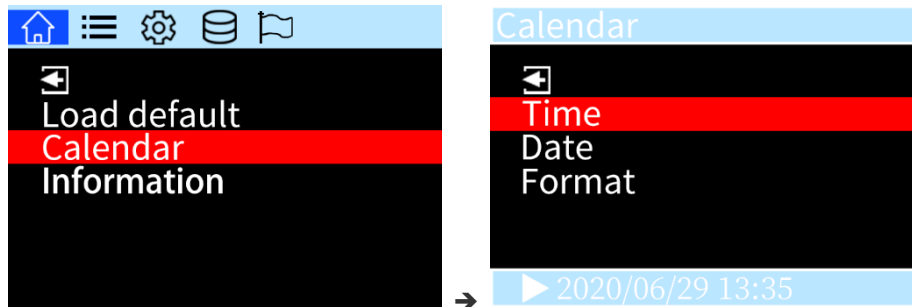 Load default
Calendar
Information
Calendar
Time
Date
Format
2020/06/29 13:35